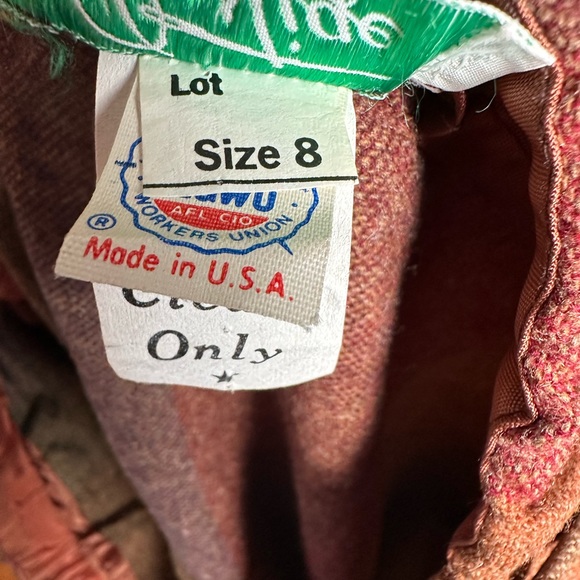 Lot
Size 8
AFL-CIO
WORKERS UNION
®
Made in U.S.A.
Only